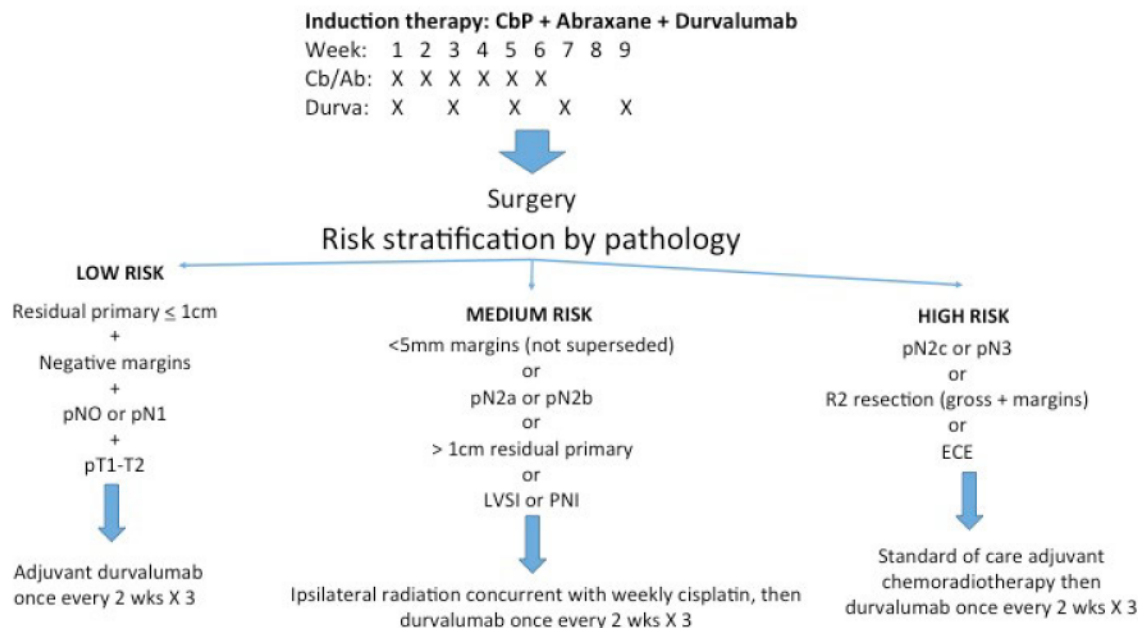 Induction therapy: CbP + Abraxane + Durvalumab
Week: 1 2 3 4 5 6 7 8 9
Cb/Ab: X X X X X X
Durva: X X X X X
Surgery
Risk stratification by pathology
LOW RISK
Residual primary ≤ 1cm
+
Negative margins
+
pNO or pN1
+
pT1-T2
Adjuvant durvalumab
once every 2 wks X 3
MEDIUM RISK
<5mm margins (not superseded)
or
pN2a or pN2b
or
> 1cm residual primary
or
LVSI or PNI
Ipsilateral radiation concurrent with weekly cisplatin, then
durvalumab once every 2 wks X 3
HIGH RISK
pN2c or pN3
or
R2 resection (gross + margins)
or
ECE
Standard of care adjuvant
chemoradiotherapy then
durvalumab once every 2 wks X 3